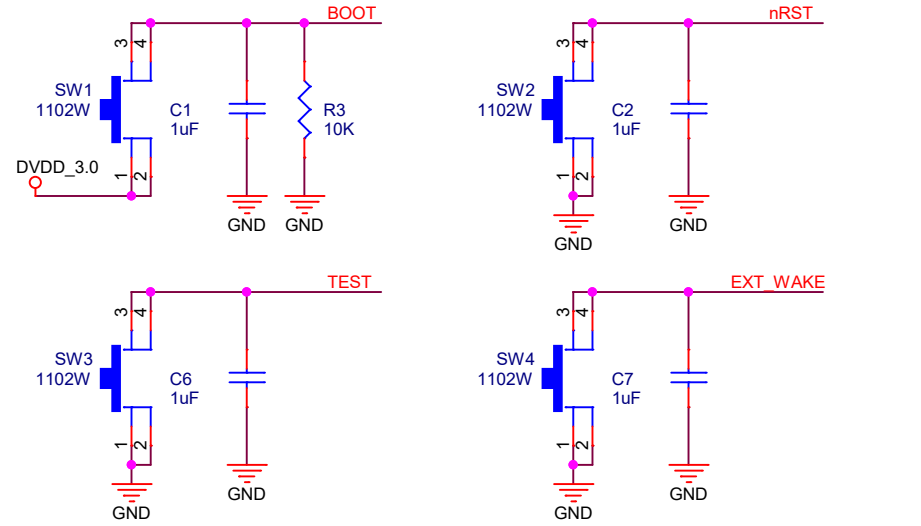 BOOT
3
4
SW1
1102W
C1
1uF
R3
10K
DVDD_3.0
1
2
GND
GND
nRST
3
4
SW2
1102W
C2
1uF
1
2
GND
GND
TEST
3
4
SW3
1102W
C6
1uF
1
2
GND
GND
EXT_WAKE
3
4
SW4
1102W
C7
1uF
1
2
GND
GND